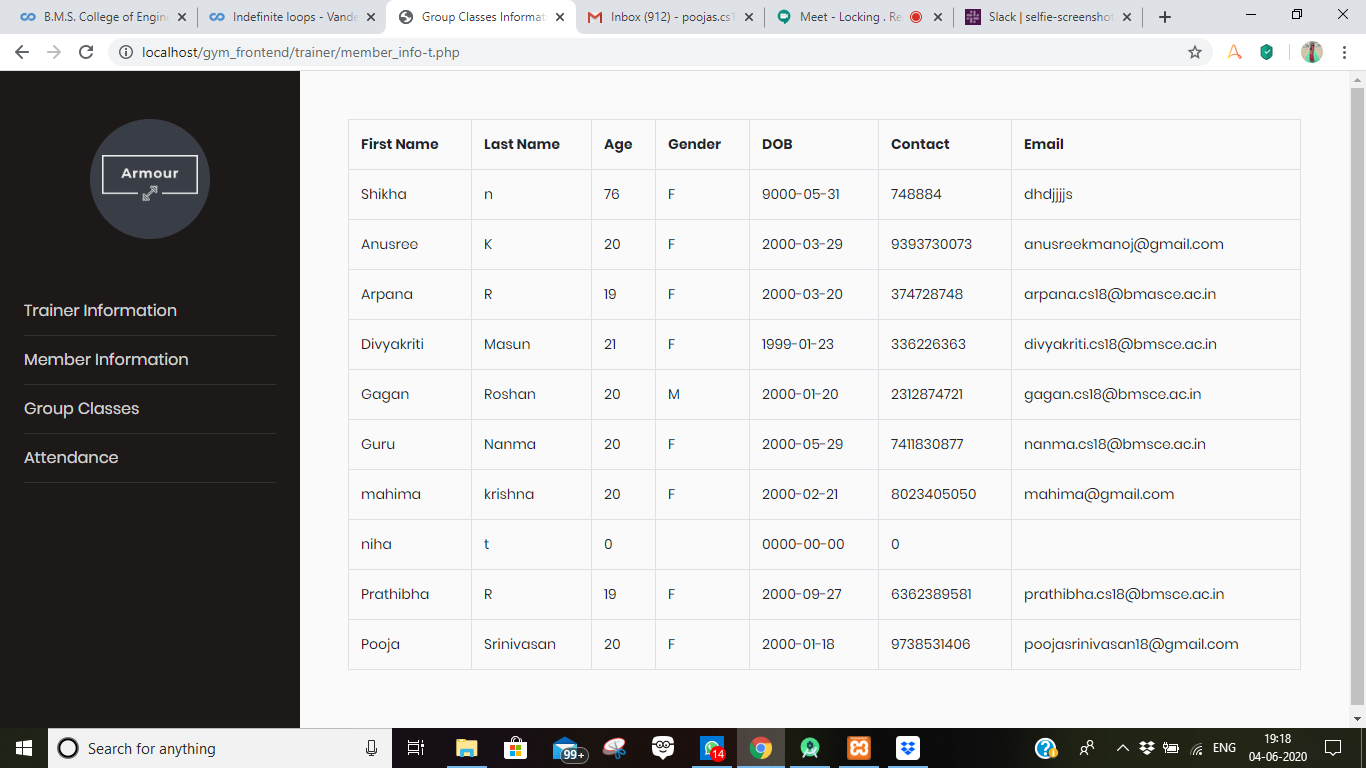 B.M.S. College of Engin
Indefinite loops - Vande
Group Classes Informat
Inbox (912) - poojas.cs1
Meet - Locking . Re
Slack | selfie-screenshot
localhost/gym_frontend/trainer/member_info-t.php
Armour
Trainer Information
Member Information
Group Classes
Attendance
First Name Last Name Age Gender DOB Contact Email
Shikha n 76 F 9000-05-31 748884 dhdjjjjs
Anusree K 20 F 2000-03-29 9393730073 anusreekmanoj@gmail.com
Arpana R 19 F 2000-03-20 374728748 arpana.cs18@bmasce.ac.in
Divyakriti Masun 21 F 1999-01-23 336226363 divyakriti.cs18@bmsce.ac.in
Gagan Roshan 20 M 2000-01-20 2312874721 gagan.cs18@bmsce.ac.in
Guru Nanma 20 F 2000-05-29 7411830877 nanma.cs18@bmsce.ac.in
mahima krishna 20 F 2000-02-21 8023405050 mahima@gmail.com
niha t 0 0000-00-00 0
Prathibha R 19 F 2000-09-27 6362389581 prathibha.cs18@bmsce.ac.in
Pooja Srinivasan 20 F 2000-01-18 9738531406 poojasrinivasan18@gmail.com
Search for anything
99+
14
ENG
19:18
04-06-2020